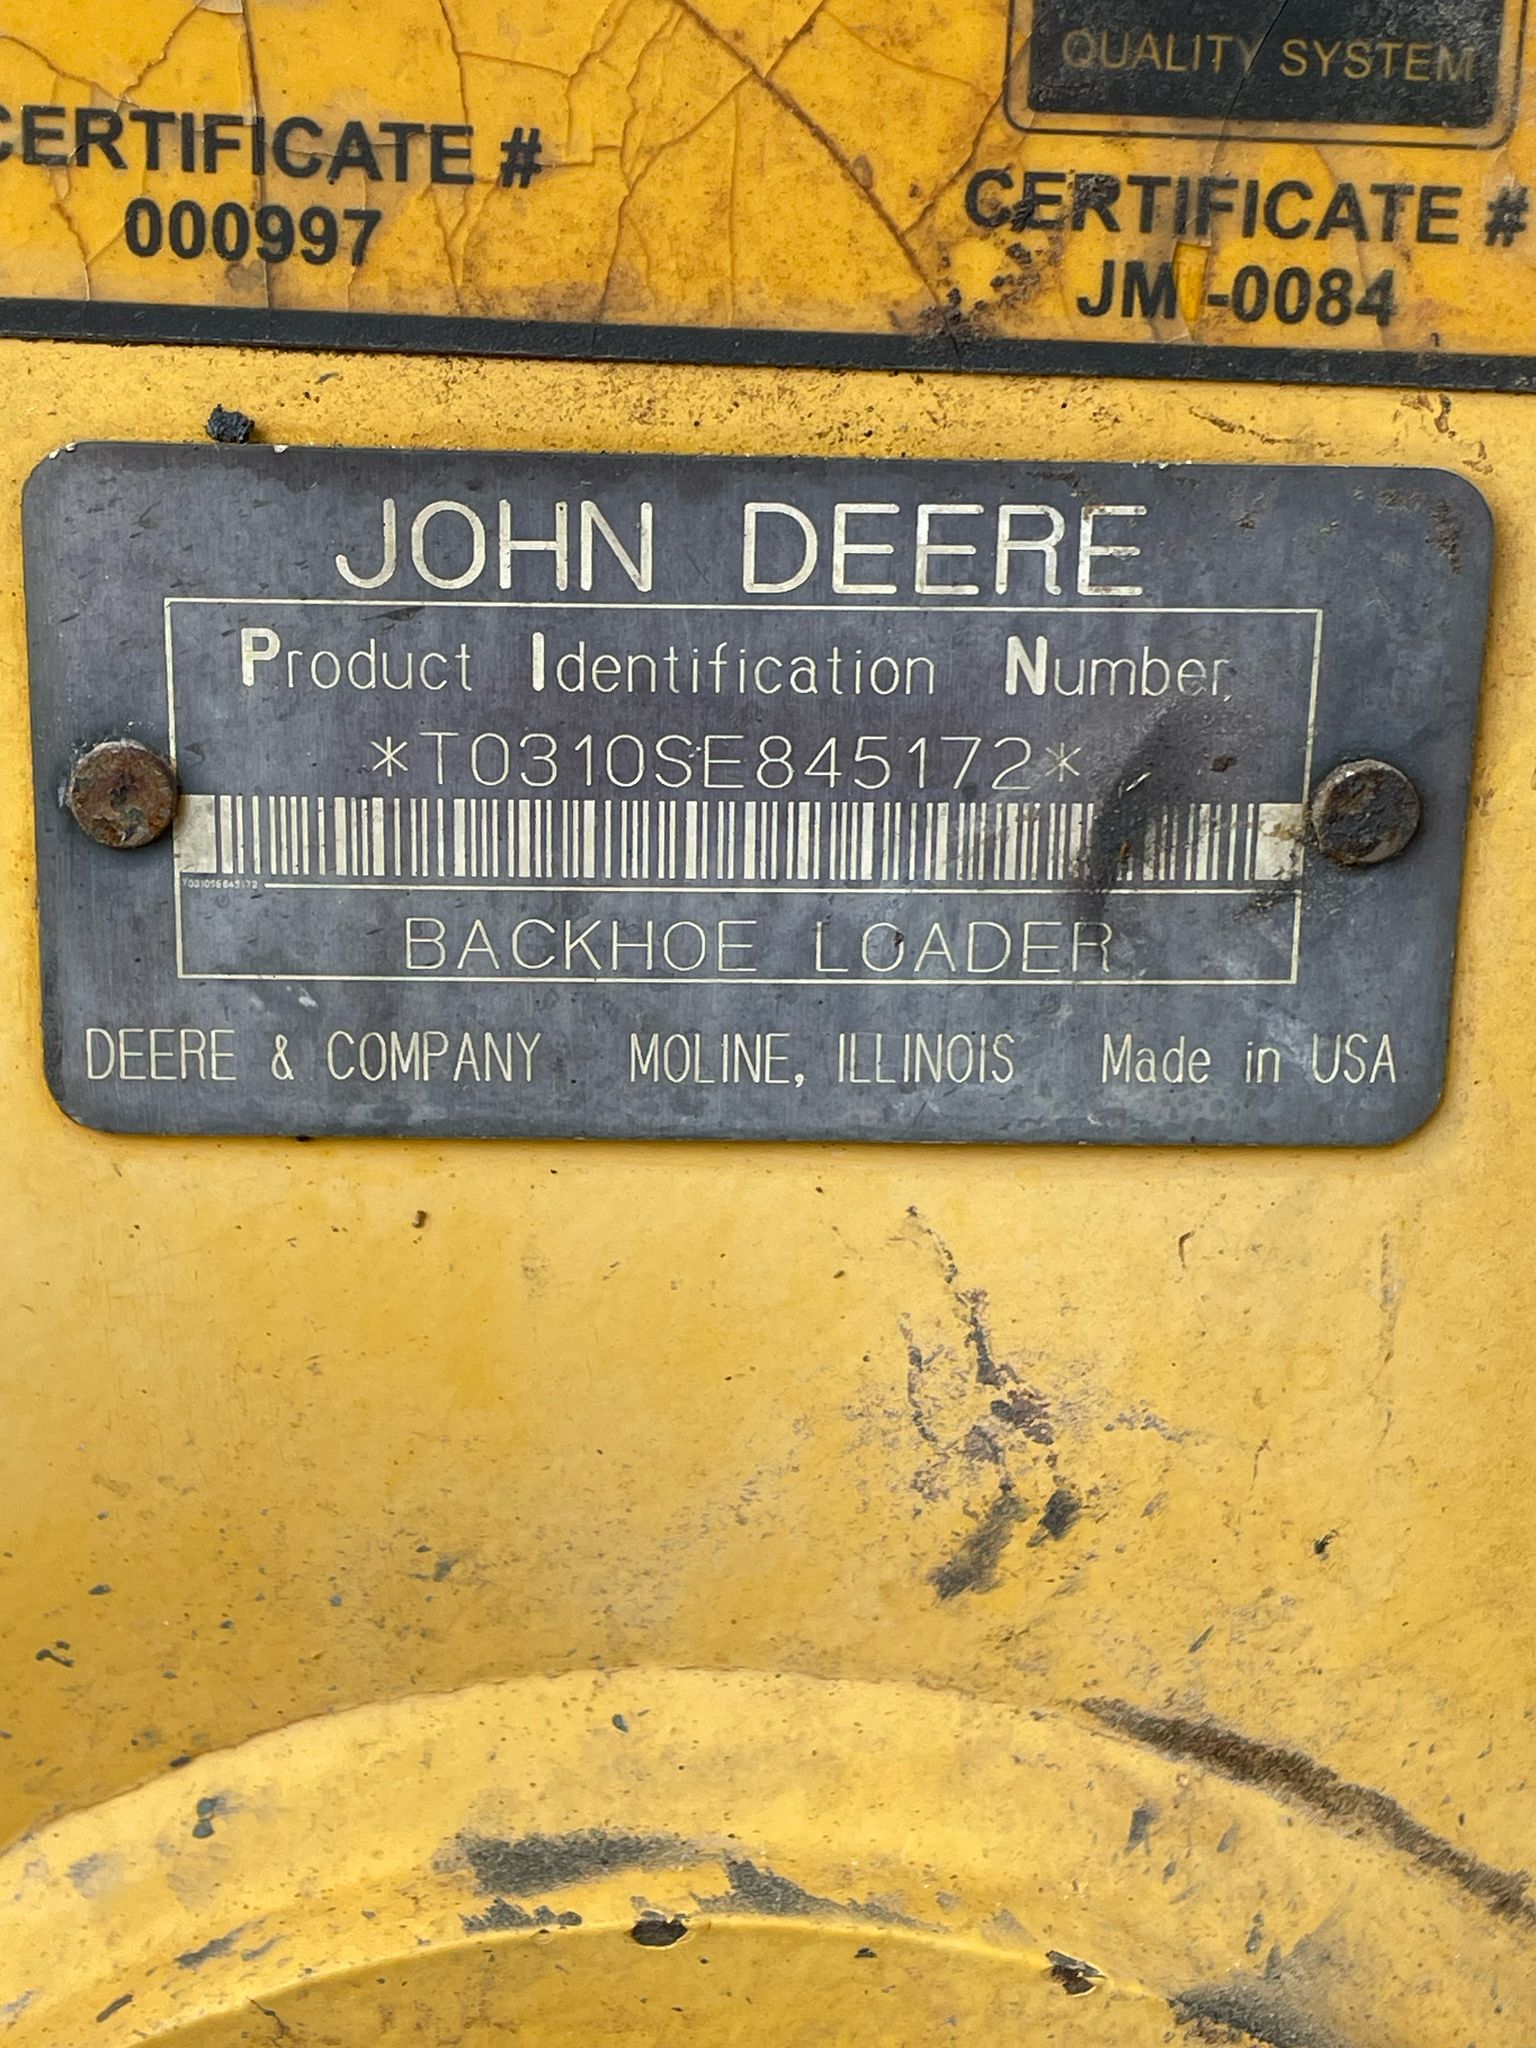 QUALITY SYSTEM
CERTIFICATE #
000997
CERTIFICATE #
JM -0084
JOHN DEERE
Product Identification Number
*T0310SE845172*
T0310SE845172
BACKHOE LOADER
DEERE & COMPANY MOLINE, ILLINOIS Made in USA